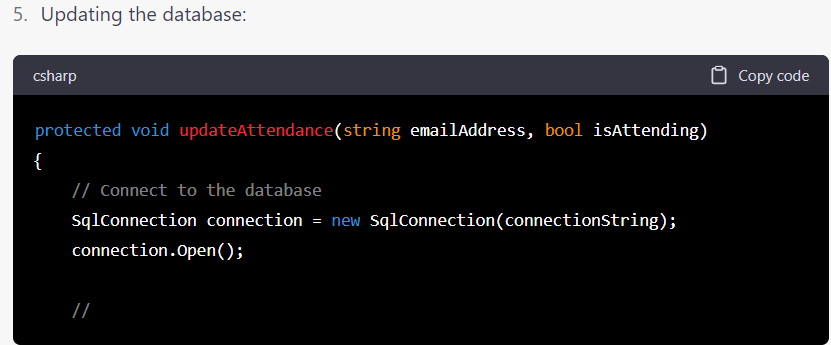 5. Updating the database:
csharp Copy code
protected void updateAttendance(string emailAddress, bool isAttending)
{
    // Connect to the database
    SqlConnection connection = new SqlConnection(connectionString);
    connection.Open();
    //